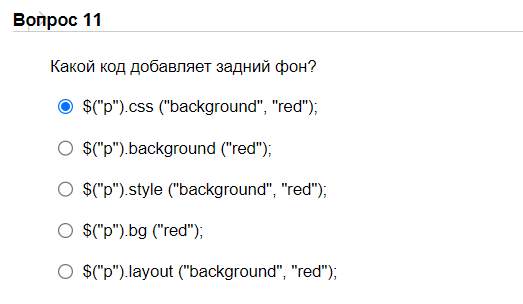 Вопрос 11
Какой код добавляет задний фон?
$("p").css ("background", "red");
$("p").background ("red");
$("p").style ("background", "red");
$("p").bg ("red");
$("p").layout ("background", "red");